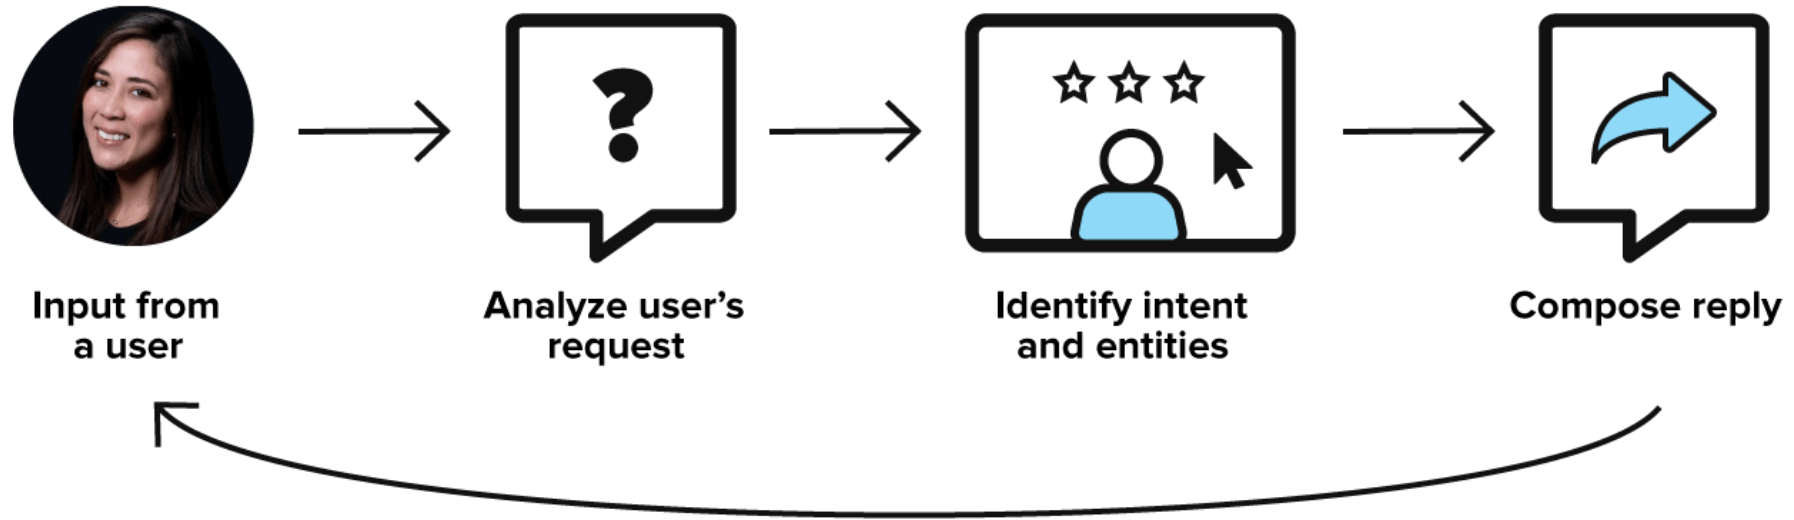 Input from
a user
Analyze user’s
request
Identify intent
and entities
Compose reply